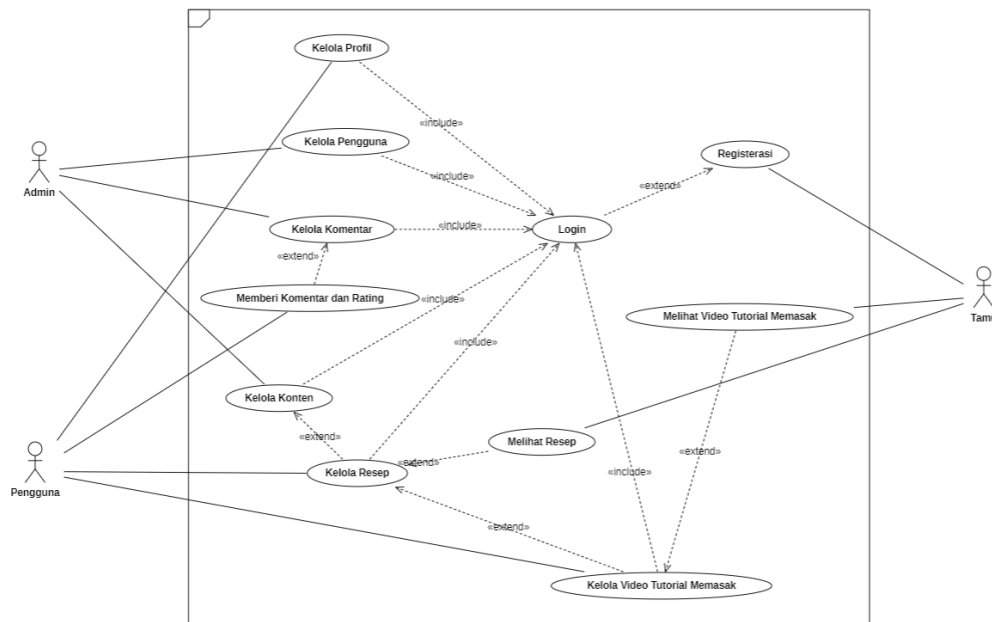 Kelola Profil
«include»
Kelola Pengguna
Registerasi
Admin
«include»
«extend»
Kelola Komentar
«include»
Login
«extend»
Memberi Komentar dan Rating
«include»
Melihat Video Tutorial Memasak
Tamu
«include»
Kelola Konten
«extend»
Melihat Resep
«extend»
«extend»
Kelola Resep
«include»
Pengguna
«extend»
Kelola Video Tutorial Memasak